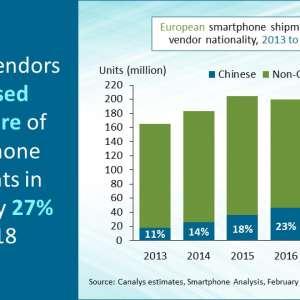 endors
sed
re of
one
ts in
y 27%
18
European smartphone shipm
vendor nationality, 2013 to
Units (million)
Chinese
Non-C
220
200
180
160
140
120
100
80
60
40
20
0
11%
14%
18%
23%
2013
2014
2015
2016
Source: Canalys estimates, Smartphone Analysis, February